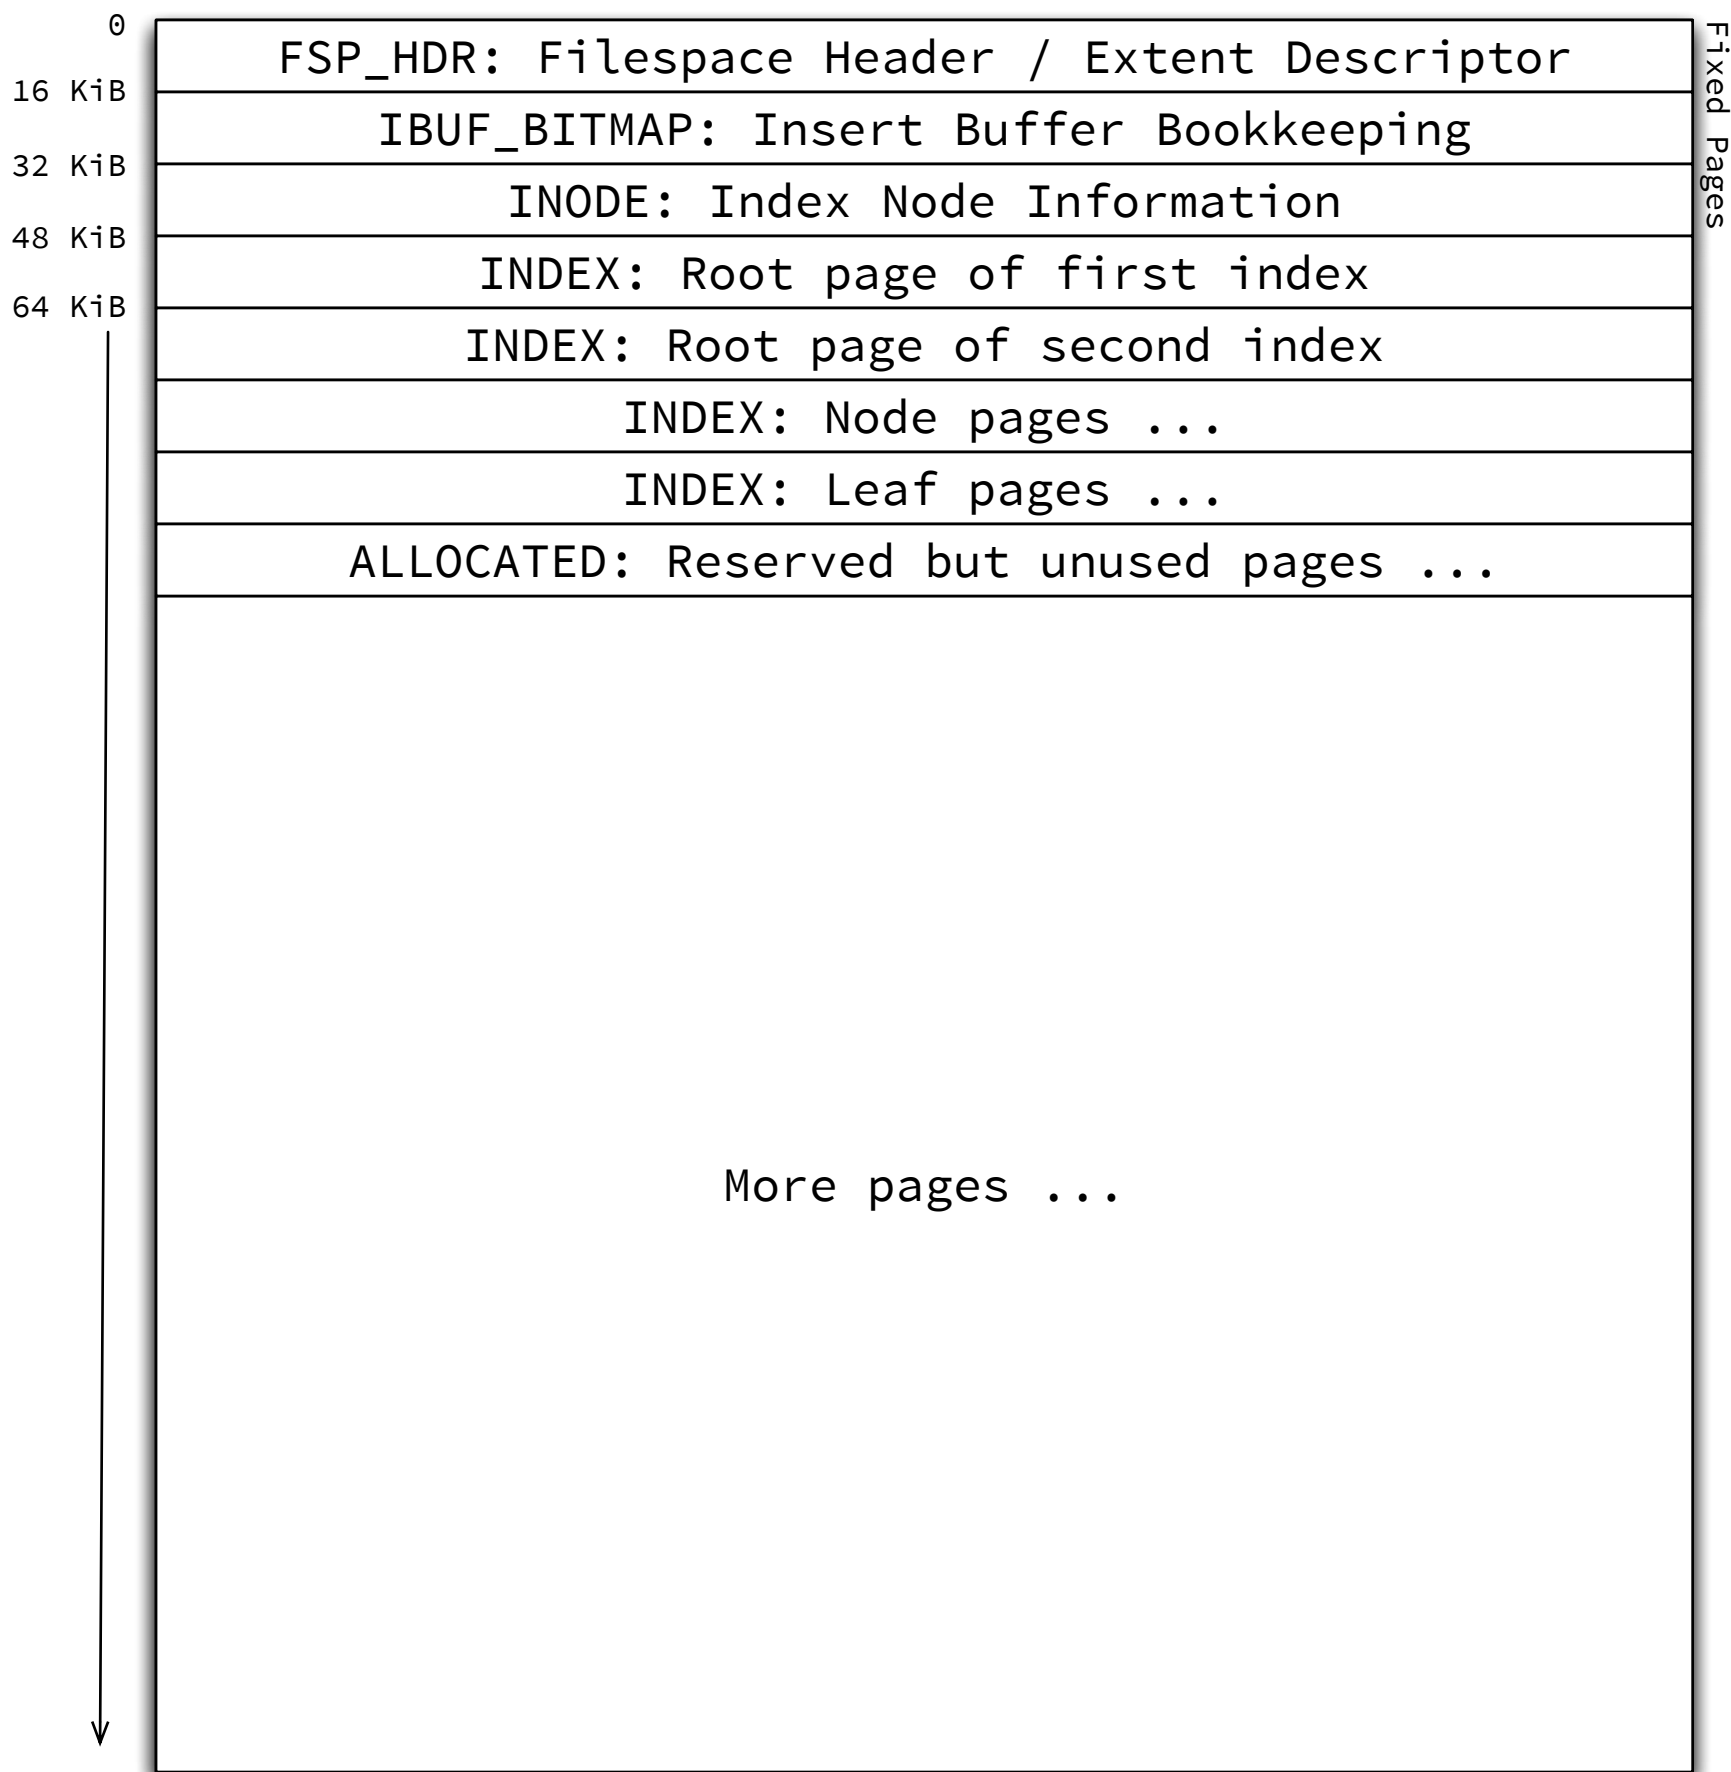 0
FSP_HDR: Filespace Header / Extent Descriptor
16 KiB
IBUF_BITMAP: Insert Buffer Bookkeeping
32 KiB
INODE: Index Node Information
48 KiB
INDEX: Root page of first index
64 KiB
INDEX: Root page of second index
INDEX: Node pages ...
INDEX: Leaf pages ...
ALLOCATED: Reserved but unused pages ...
More pages ...
Fixed Pages